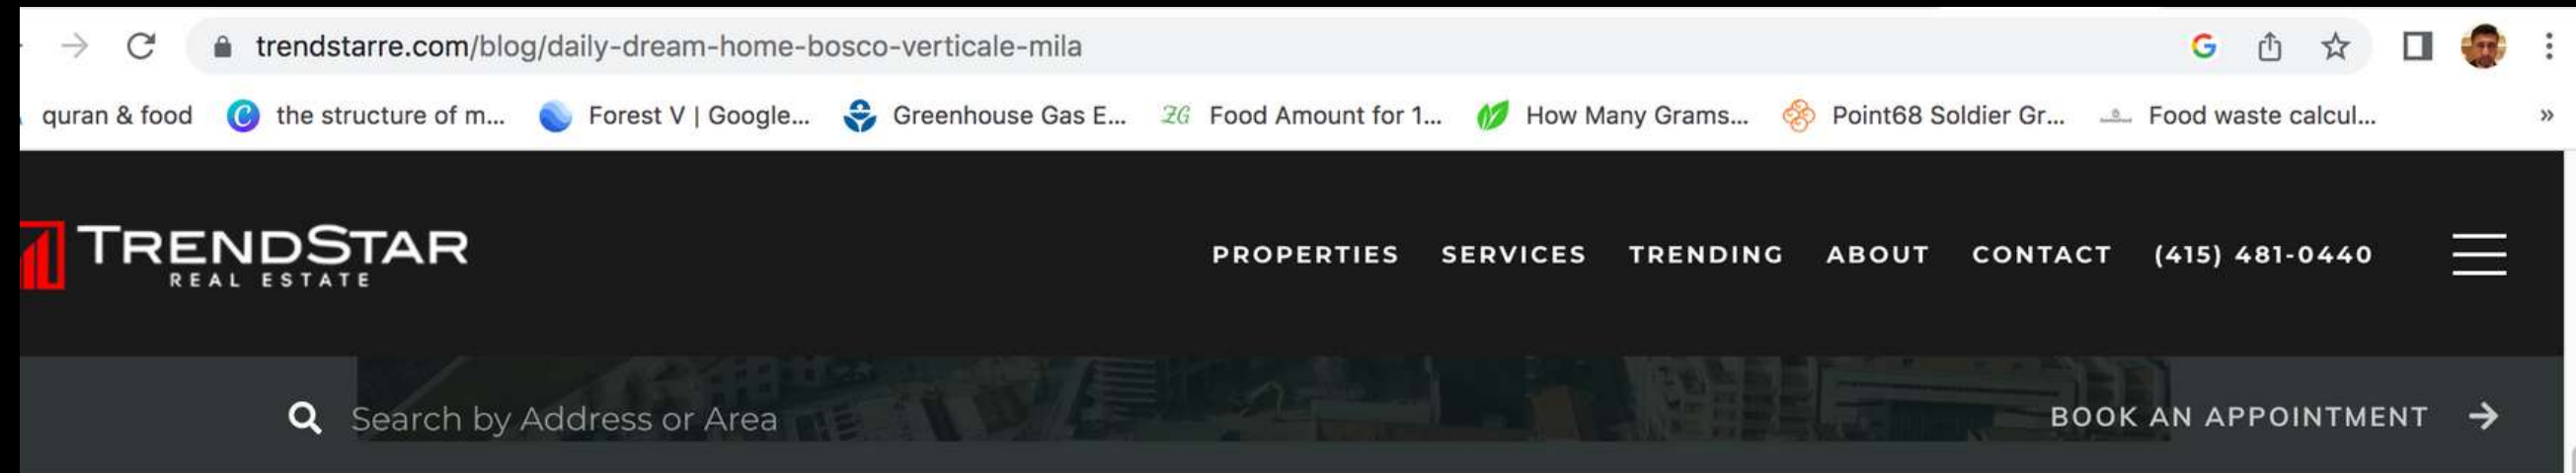 trendstarre.com/blog/daily-dream-home-bosco-verticale-mila
quran & food the structure of m... Forest V | Google... Greenhouse Gas E... ZG Food Amount for 1... How Many Grams... Point68 Soldier Gr... Food waste calcul... »
TRENDSTAR
REAL ESTATE
PROPERTIES SERVICES TRENDING ABOUT CONTACT (415) 481-0440
Search by Address or Area
BOOK AN APPOINTMENT →